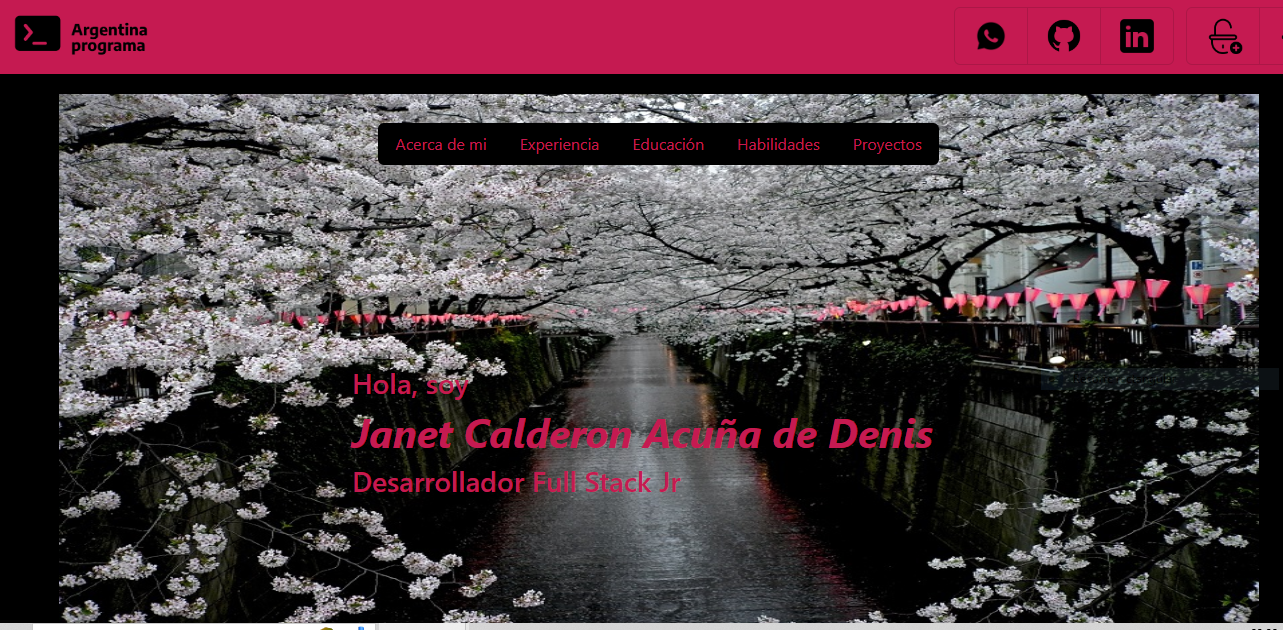 Argentina
programa
Acerca de mi Experiencia Educación Habilidades Proyectos
Hola, soy
Janet Calderon Acuña de Denis
Desarrollador Full Stack Jr